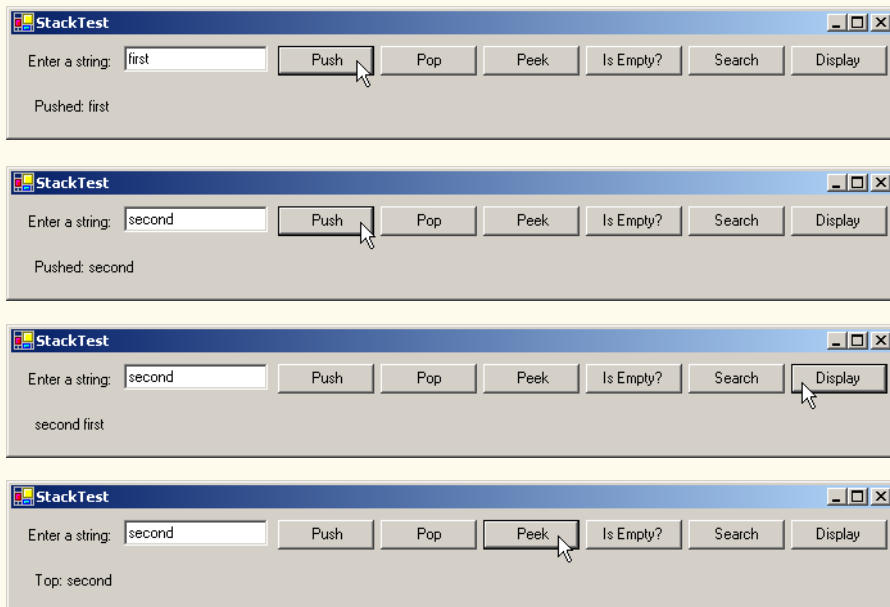 StackTest
Enter a string: first Push Pop Peek Is Empty? Search Display
Pushed: first
StackTest
Enter a string: second Push Pop Peek Is Empty? Search Display
Pushed: second
StackTest
Enter a string: second Push Pop Peek Is Empty? Search Display
second first
StackTest
Enter a string: second Push Pop Peek Is Empty? Search Display
Top: second